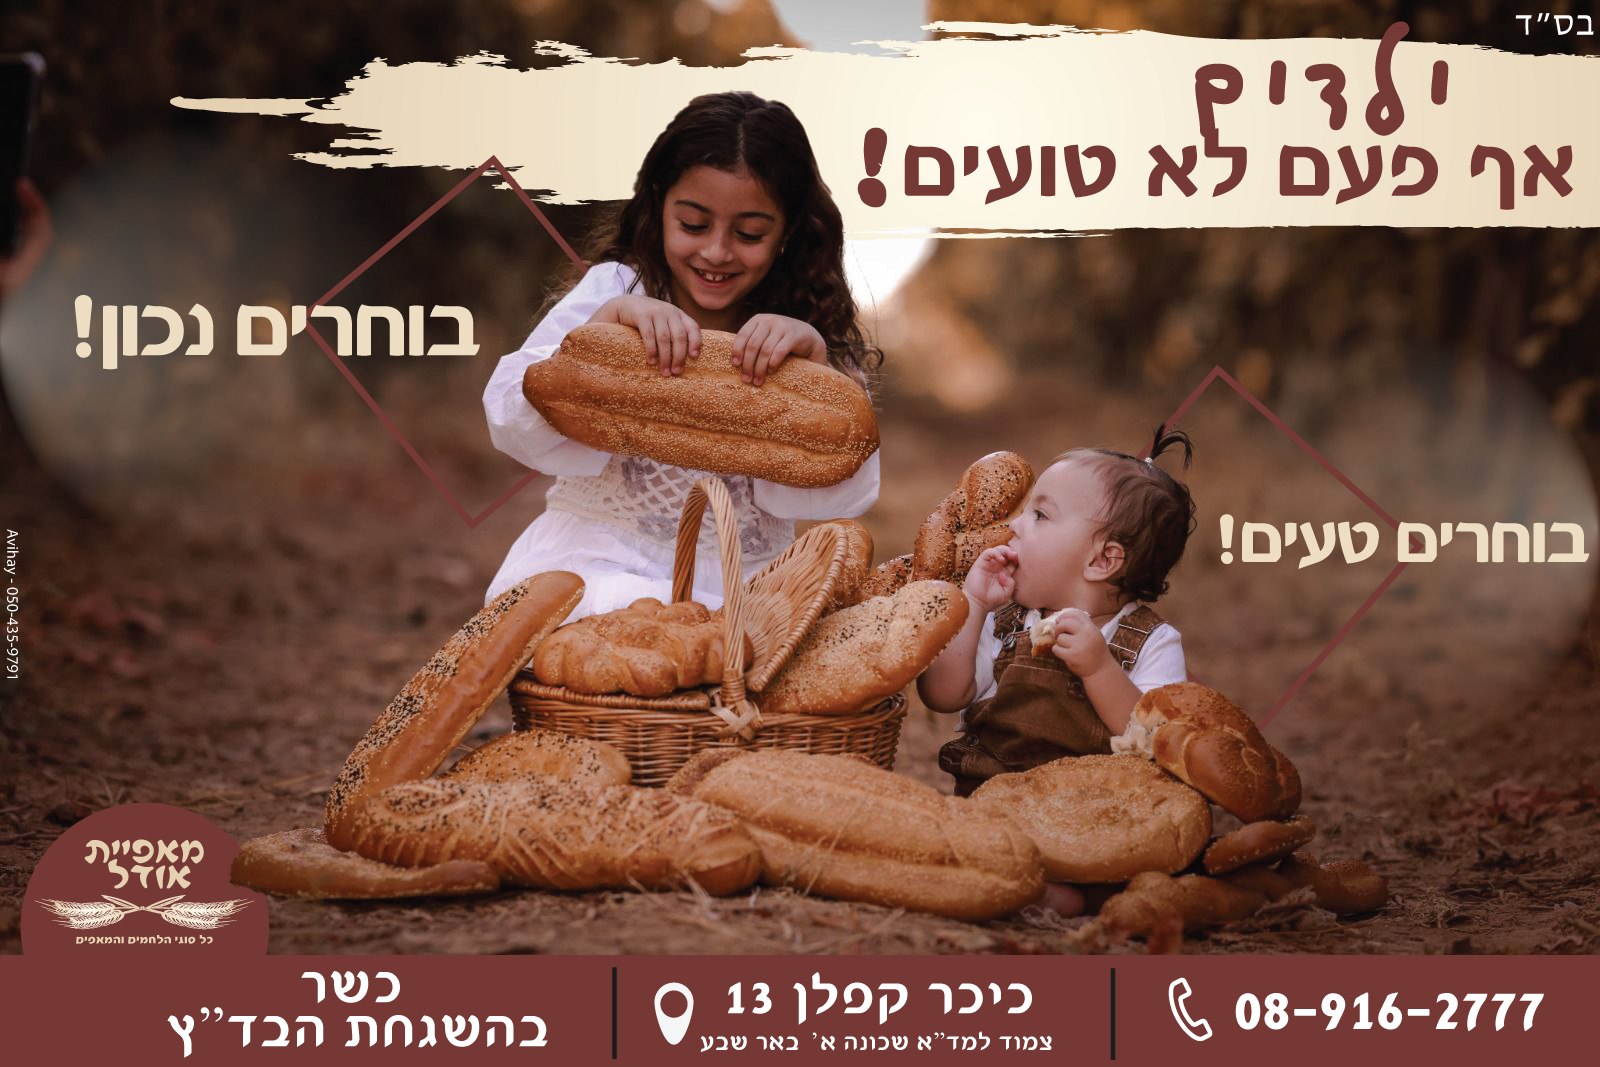 בס״ד
ילדים
אף פעם לא טועים!
בוחרים נכון!
בוחרים טעים!
Avihay - 050-435-9791
מאפיית
אודל
כל סוגי הלחמים והמאפים
08-916-2777
כיכר קפלן 13
צמוד למד״א שכונה א׳ באר שבע
כשר
בהשגחת הבד״ץ